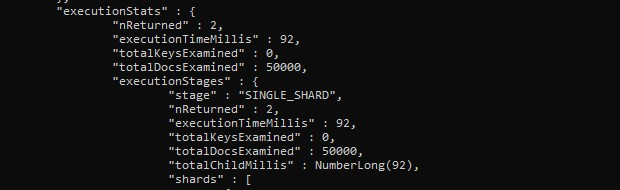 },
"executionStats" : {
"nReturned" : 2,
"executionTimeMillis" : 92,
"totalKeysExamined" : 0,
"totalDocsExamined" : 50000,
"executionStages" : {
"stage" : "SINGLE_SHARD",
"nReturned" : 2,
"executionTimeMillis" : 92,
"totalKeysExamined" : 0,
"totalDocsExamined" : 50000,
"totalChildMillis" : NumberLong(92),
"shards" : [